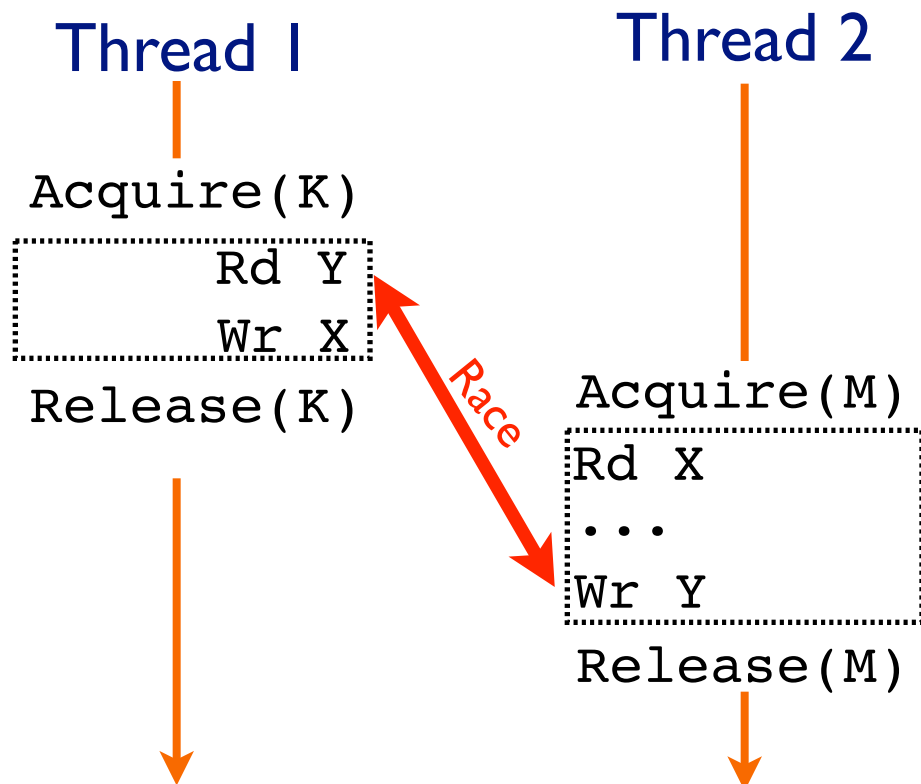 Thread 1
Acquire(K)
Rd Y
Wr X
Release(K)
Race
Thread 2
Acquire(M)
Rd X
...
Wr Y
Release(M)